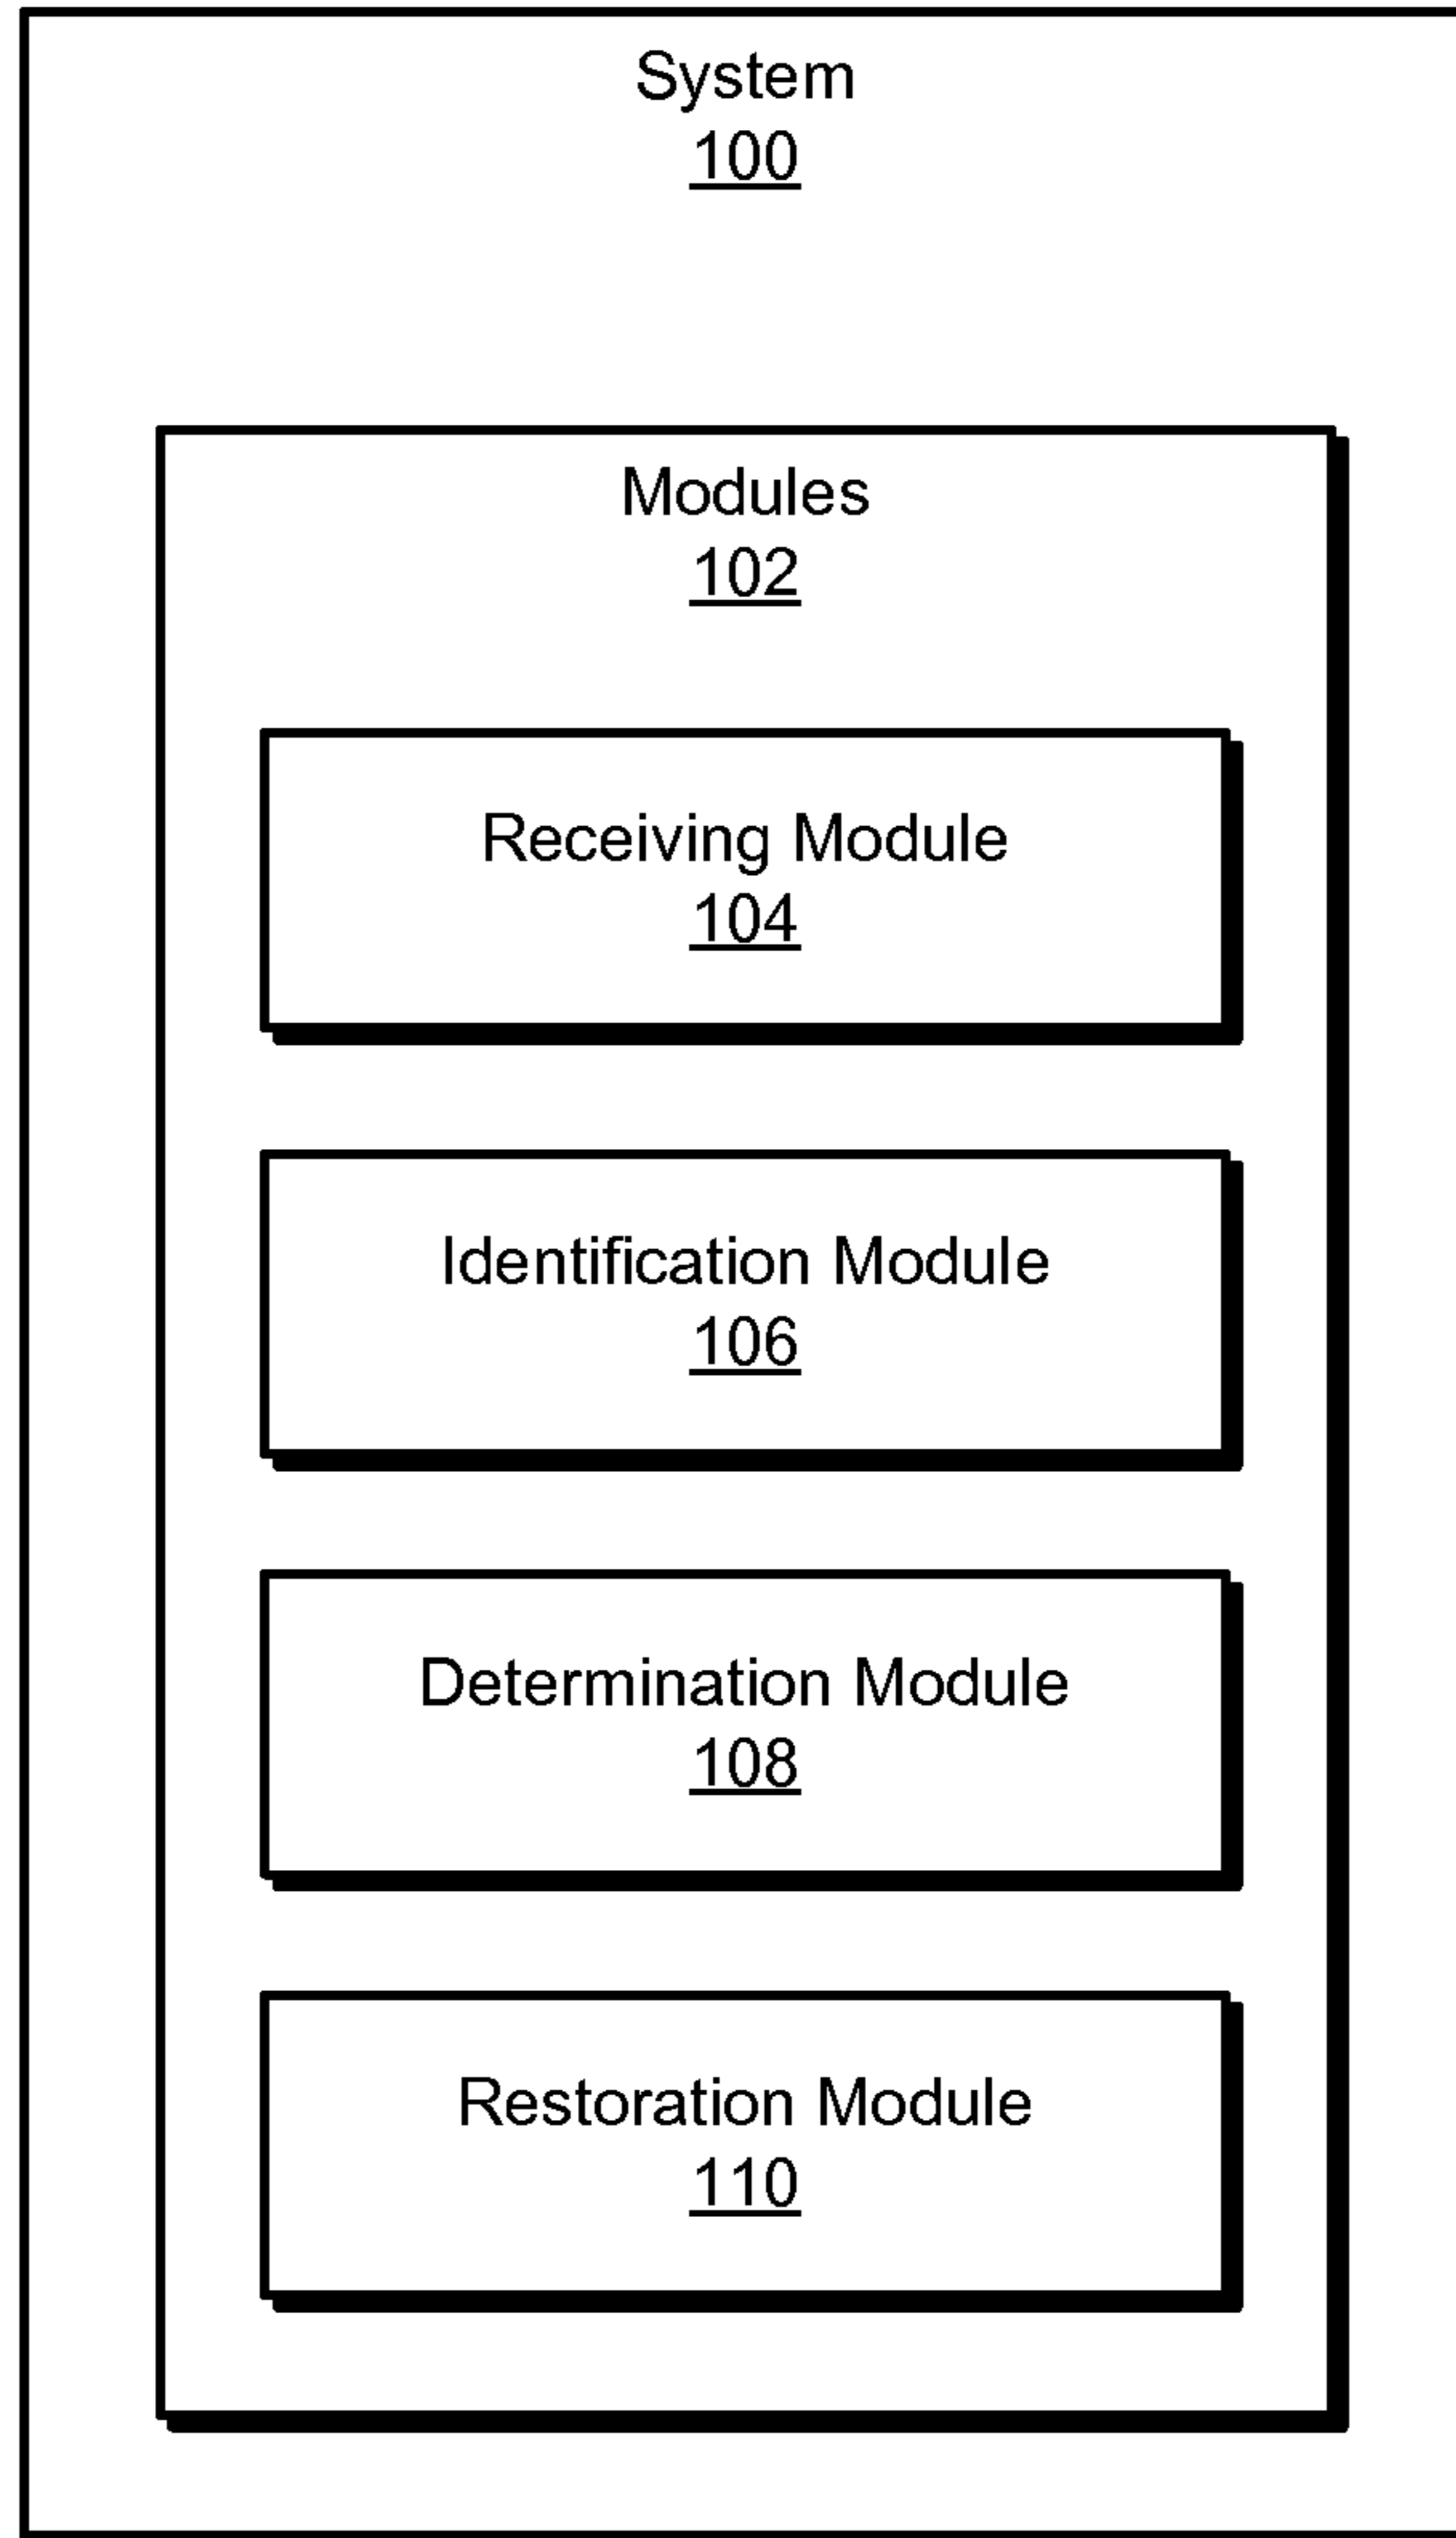 System
100
Modules
102
Receiving Module
104
Identification Module
106
Determination Module
108
Restoration Module
110